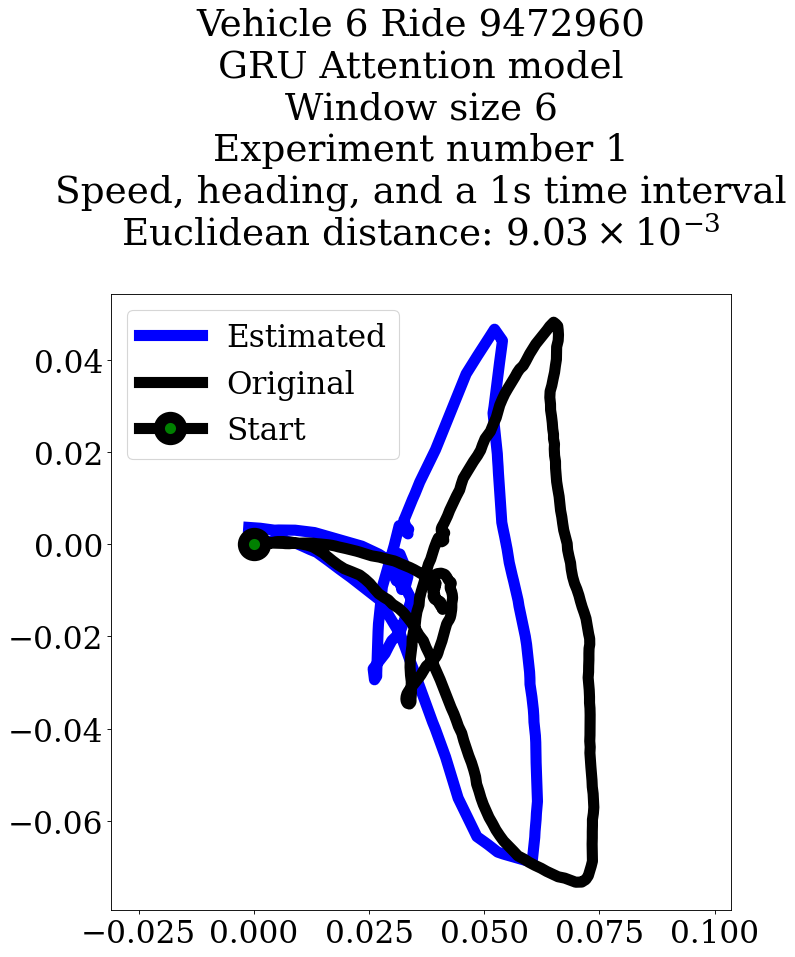 Vehicle 6 Ride 9472960
GRU Attention model
Window size 6
Experiment number 1
Speed, heading, and a 1s time interval
Euclidean distance: 9.03 × 10⁻³
Estimated
Original
Start
0.04
0.02
0.00
−0.02
−0.04
−0.06
−0.025 0.000 0.025 0.050 0.075 0.100